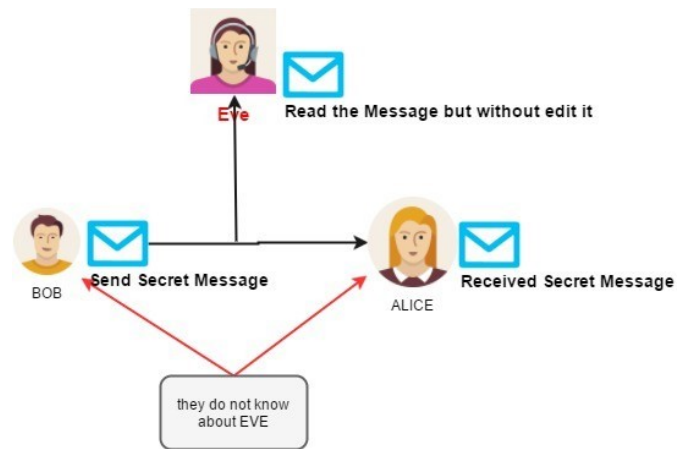 Eve
Read the Message but without edit it
Send Secret Message
BOB
Received Secret Message
ALICE
they do not know
about EVE